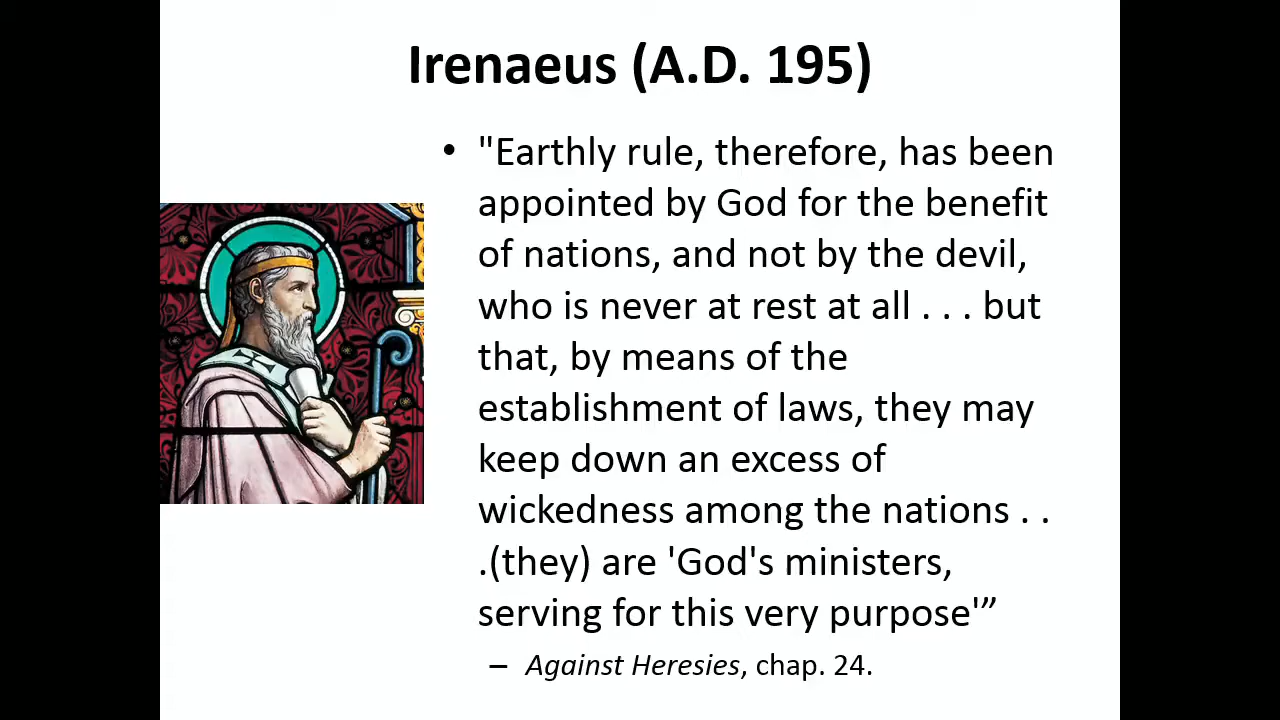 Irenaeus (A.D. 195)
• "Earthly rule, therefore, has been
appointed by God for the benefit
of nations, and not by the devil,
who is never at rest at all . . . but
that, by means of the
establishment of laws, they may
keep down an excess of
wickedness among the nations . .
.(they) are 'God's ministers,
serving for this very purpose'”
– Against Heresies, chap. 24.